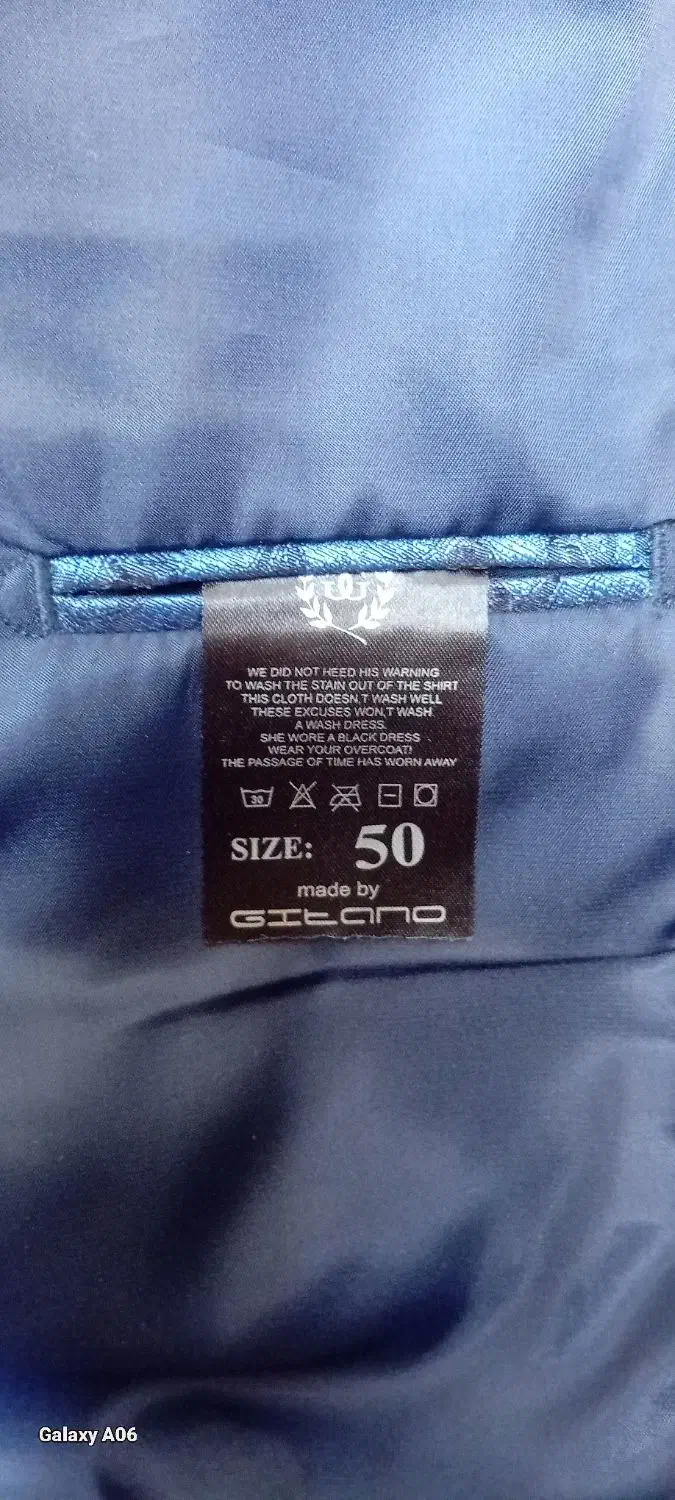 WE DID NOT HEED HIS WARNING
TO WASH THE STAIN OUT OF THE SHIRT
THIS CLOTH DOESN,T WASH WELL
THESE EXCUSES WON,T WASH
A WASH DRESS.
SHE WORE A BLACK DRESS
WEAR YOUR OVERCOAT!
THE PASSAGE OF TIME HAS WORN AWAY
30
SIZE: 50
made by
GItano
Galaxy A06